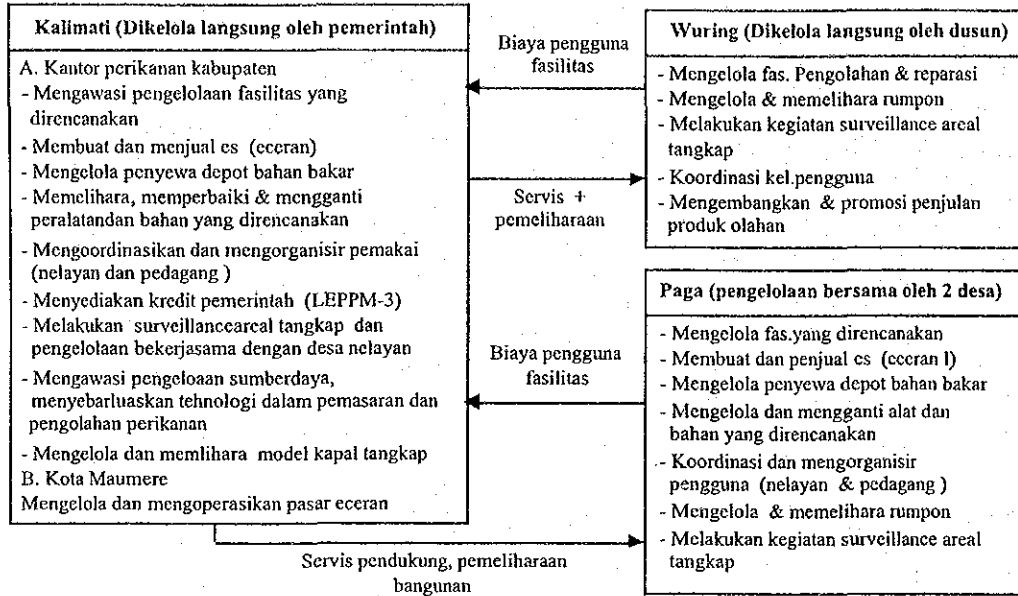 Kalimati (Dikelola langsung oleh pemerintah)
A. Kantor perikanan kabupaten
- Mengawasi pengelolaan fasilitas yang
direncanakan
- Membuat dan menjual es (eceran)
- Mengelola penyewa depot bahan bakar
- Memelihara, memperbaiki & mengganti
peralatandan bahan yang direncanakan
- Mengoordinasikan dan mengorganisir pemakai
(nelayan dan pedagang )
- Menyediakan kredit pemerintah (LEPPM-3)
- Melakukan surveillanceareal tangkap dan
pengelolaan bekerjasama dengan desa nelayan
- Mengawasi pengeloaan sumberdaya,
menyebarluaskan tehnologi dalam pemasaran dan
pengolahan perikanan
- Mengelola dan memlihara model kapal tangkap
B. Kota Maumere
Mengelola dan mengoperasikan pasar eceran
Biaya pengguna
fasilitas
Servis +
pemeliharaan
Biaya pengguna
fasilitas
Servis pendukung, pemeliharaan
bangunan
Wuring (Dikelola langsung oleh dusun)
- Mengelola fas. Pengolahan & reparasi
- Mengelola & memelihara rumpon
- Melakukan kegiatan surveillance areal
tangkap
- Koordinasi kel.pengguna
- Mengembangkan & promosi penjulan
produk olahan
Paga (pengelolaan bersama oleh 2 desa)
- Mengelola fas.yang direncanakan
- Membuat dan penjual es (eceran l)
- Mengelola penyewa depot bahan bakar
- Mengelola dan mengganti alat dan
bahan yang direncanakan
- Koordinasi dan mengorganisir
pengguna (nelayan & pedagang )
- Mengelola & memelihara rumpon
- Melakukan kegiatan surveillance areal
tangkap